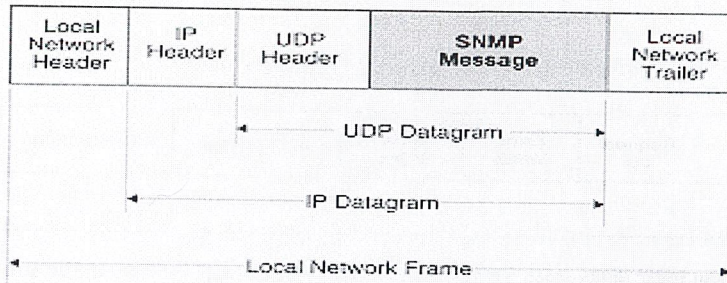 Local
Network
Header
IP
Header
UDP
Header
SNMP
Message
Local
Network
Trailer
UDP Datagram
IP Datagram
Local Network Frame